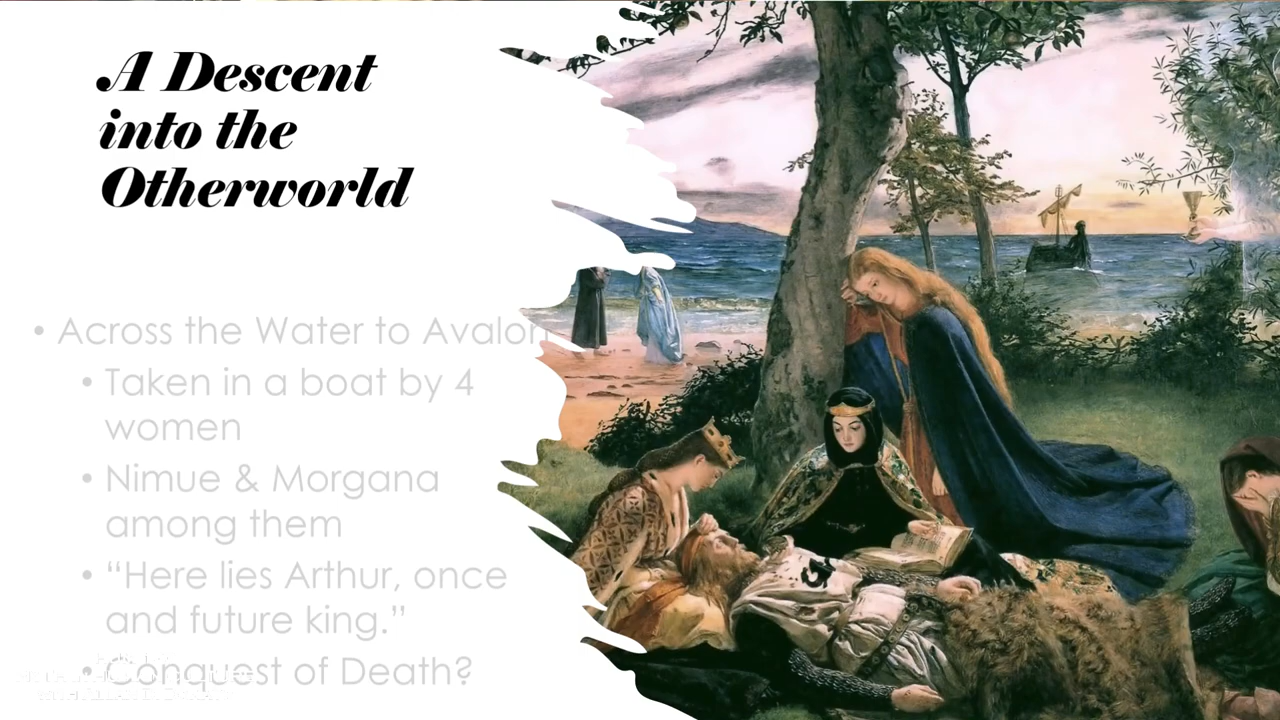 A Descent
into the
Otherworld
• Across the Water to Avalon
• Taken in a boat by 4
women
• Nimue & Morgana
among them
• “Here lies Arthur, once
and future king.”
• Conquest of Death?